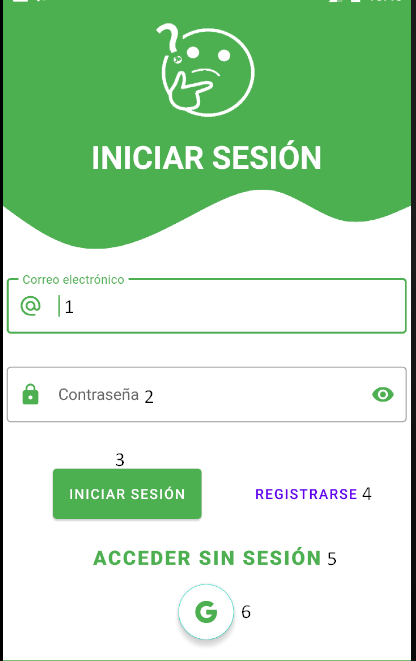 ?
INICIAR SESIÓN
Correo electrónico
@ 1
Contraseña 2
3
INICIAR SESIÓN
REGISTRARSE 4
ACCEDER SIN SESIÓN 5
G 6